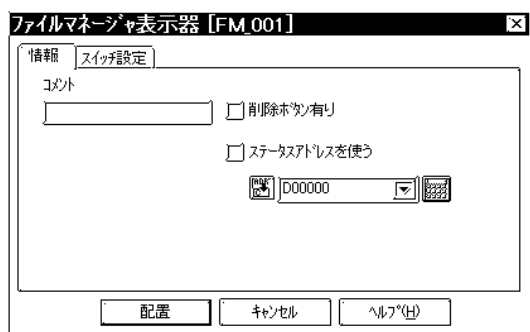 ファイルマネージャ表示器 [FM_001]
情報 スイッチ設定
コメント
削除ボタン有り
ステータスアドレスを使う
D00000
配置 キャンセル ヘルプ(H)